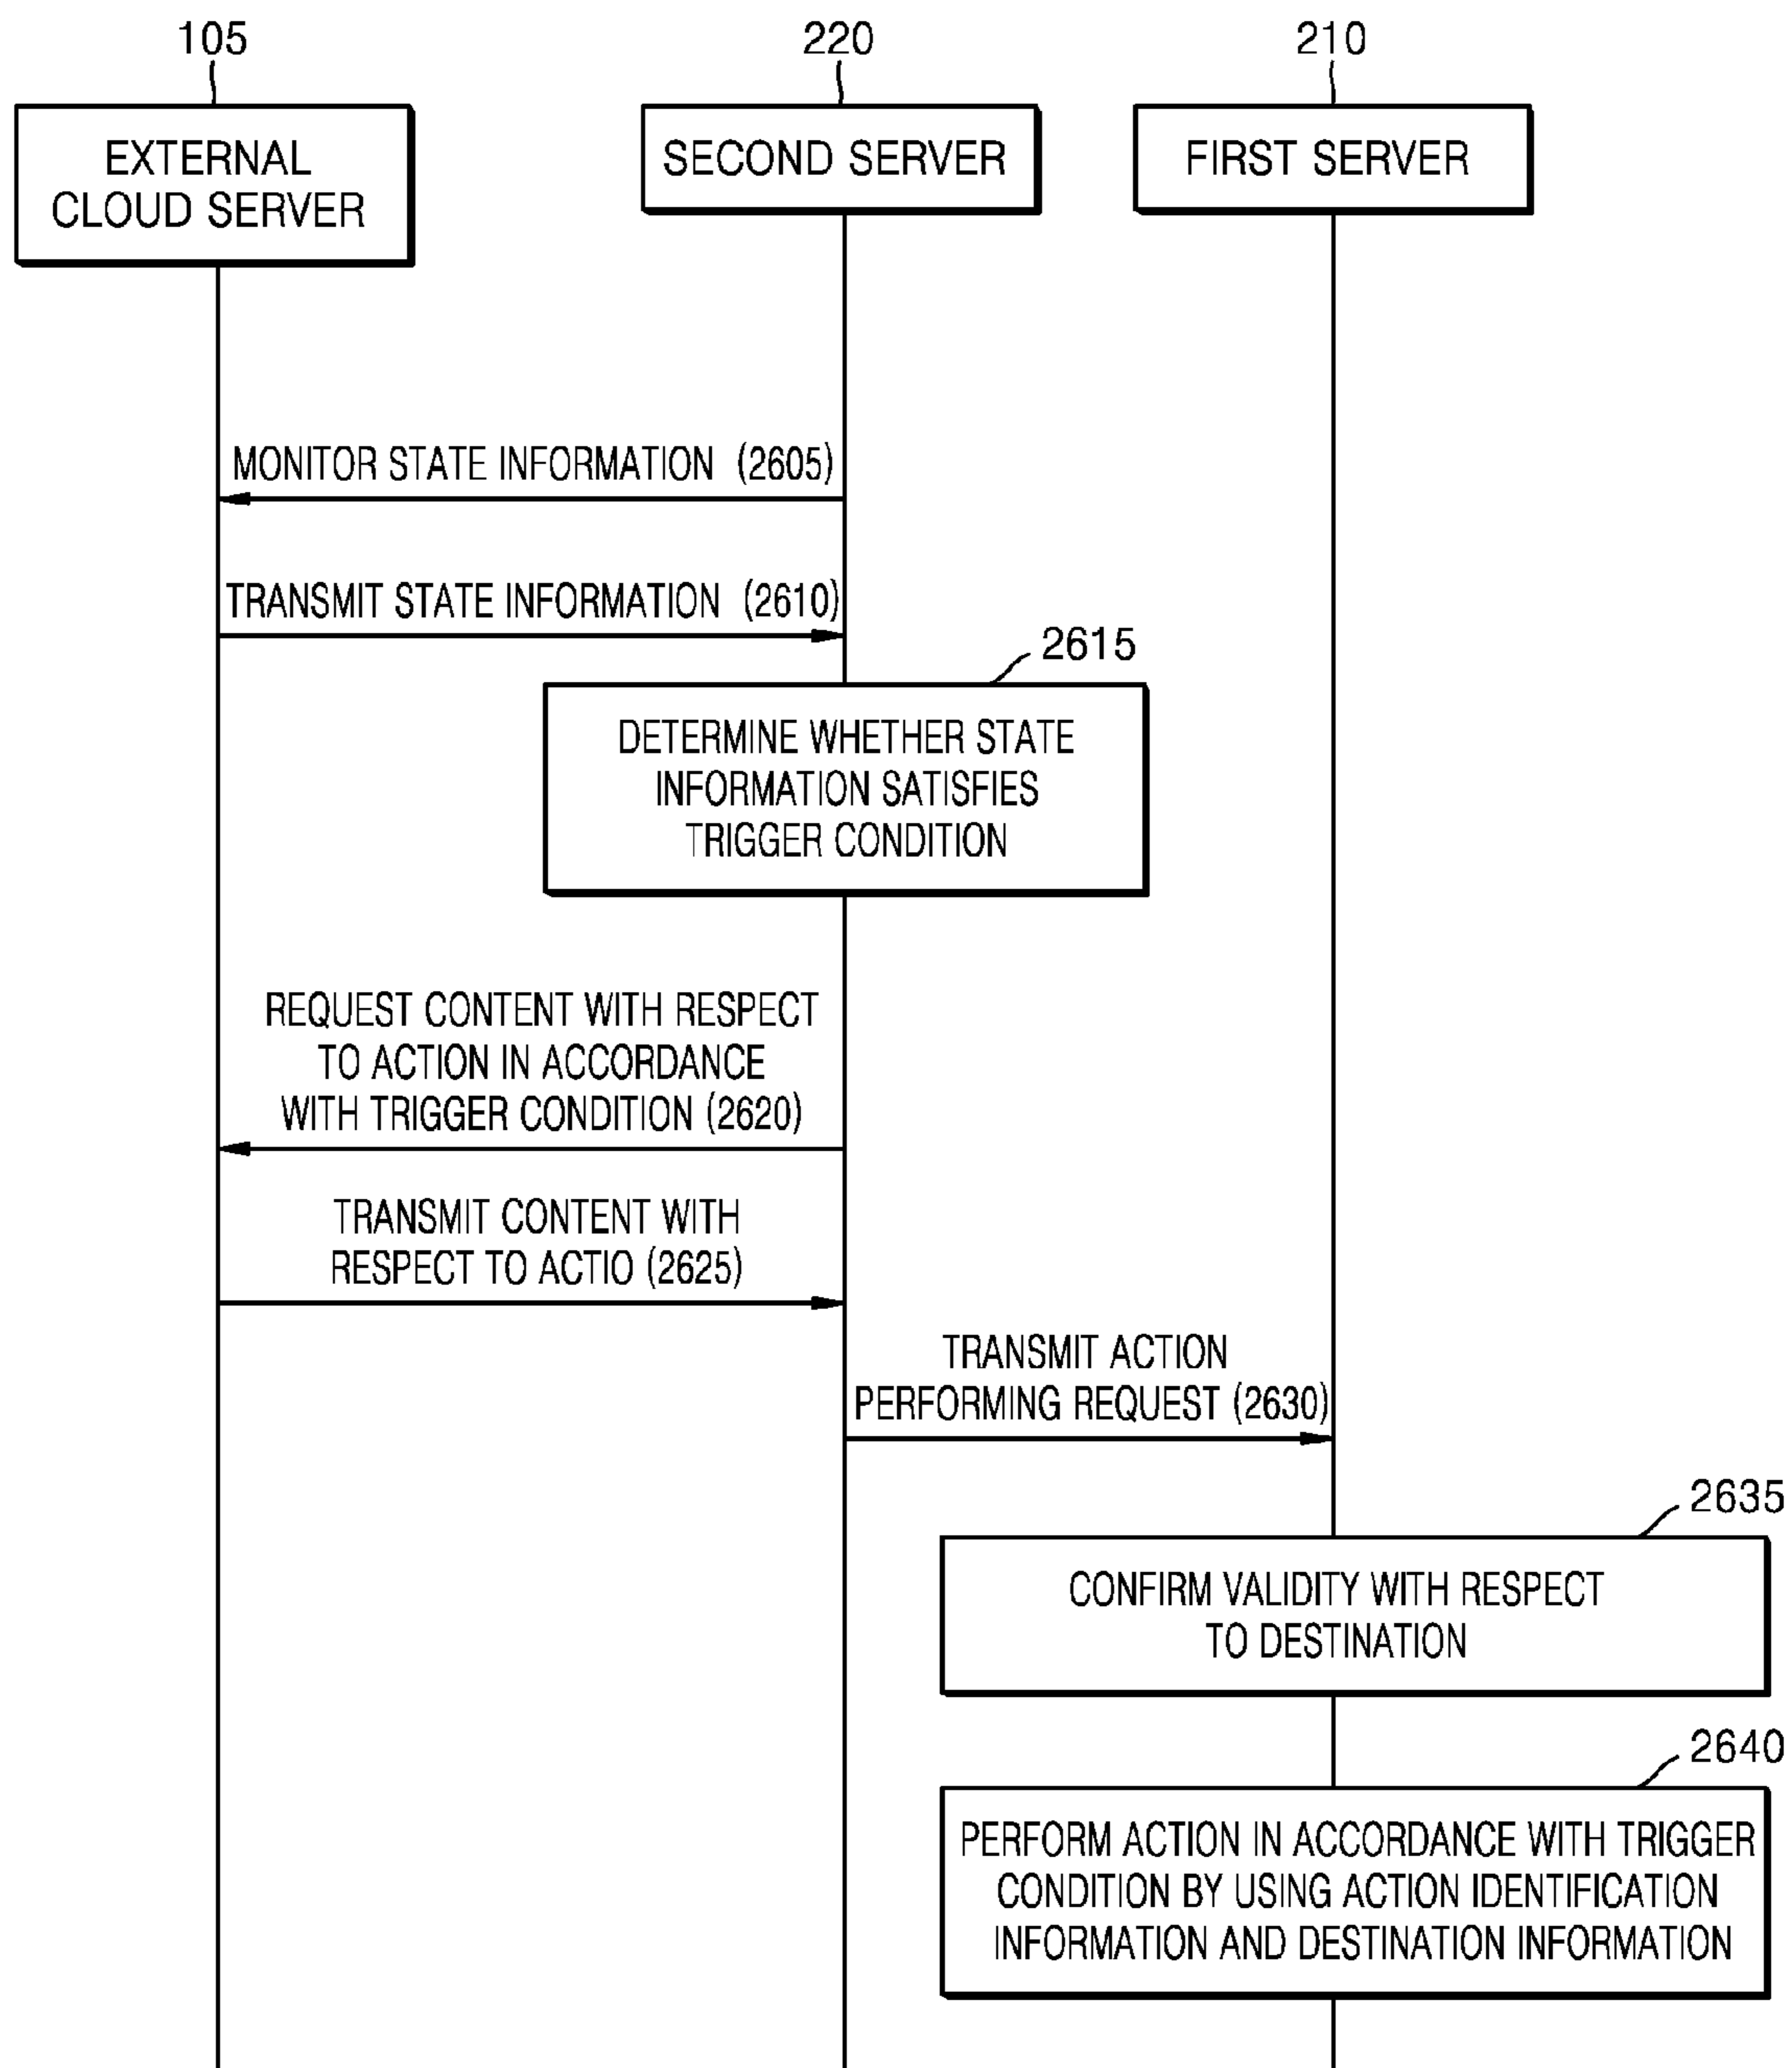 105
220
210
EXTERNAL
CLOUD SERVER
SECOND SERVER
FIRST SERVER
MONITOR STATE INFORMATION (2605)
TRANSMIT STATE INFORMATION (2610)
2615
DETERMINE WHETHER STATE
INFORMATION SATISFIES
TRIGGER CONDITION
REQUEST CONTENT WITH RESPECT
TO ACTION IN ACCORDANCE
WITH TRIGGER CONDITION (2620)
TRANSMIT CONTENT WITH
RESPECT TO ACTIO (2625)
TRANSMIT ACTION
PERFORMING REQUEST (2630)
2635
CONFIRM VALIDITY WITH RESPECT
TO DESTINATION
2640
PERFORM ACTION IN ACCORDANCE WITH TRIGGER
CONDITION BY USING ACTION IDENTIFICATION
INFORMATION AND DESTINATION INFORMATION